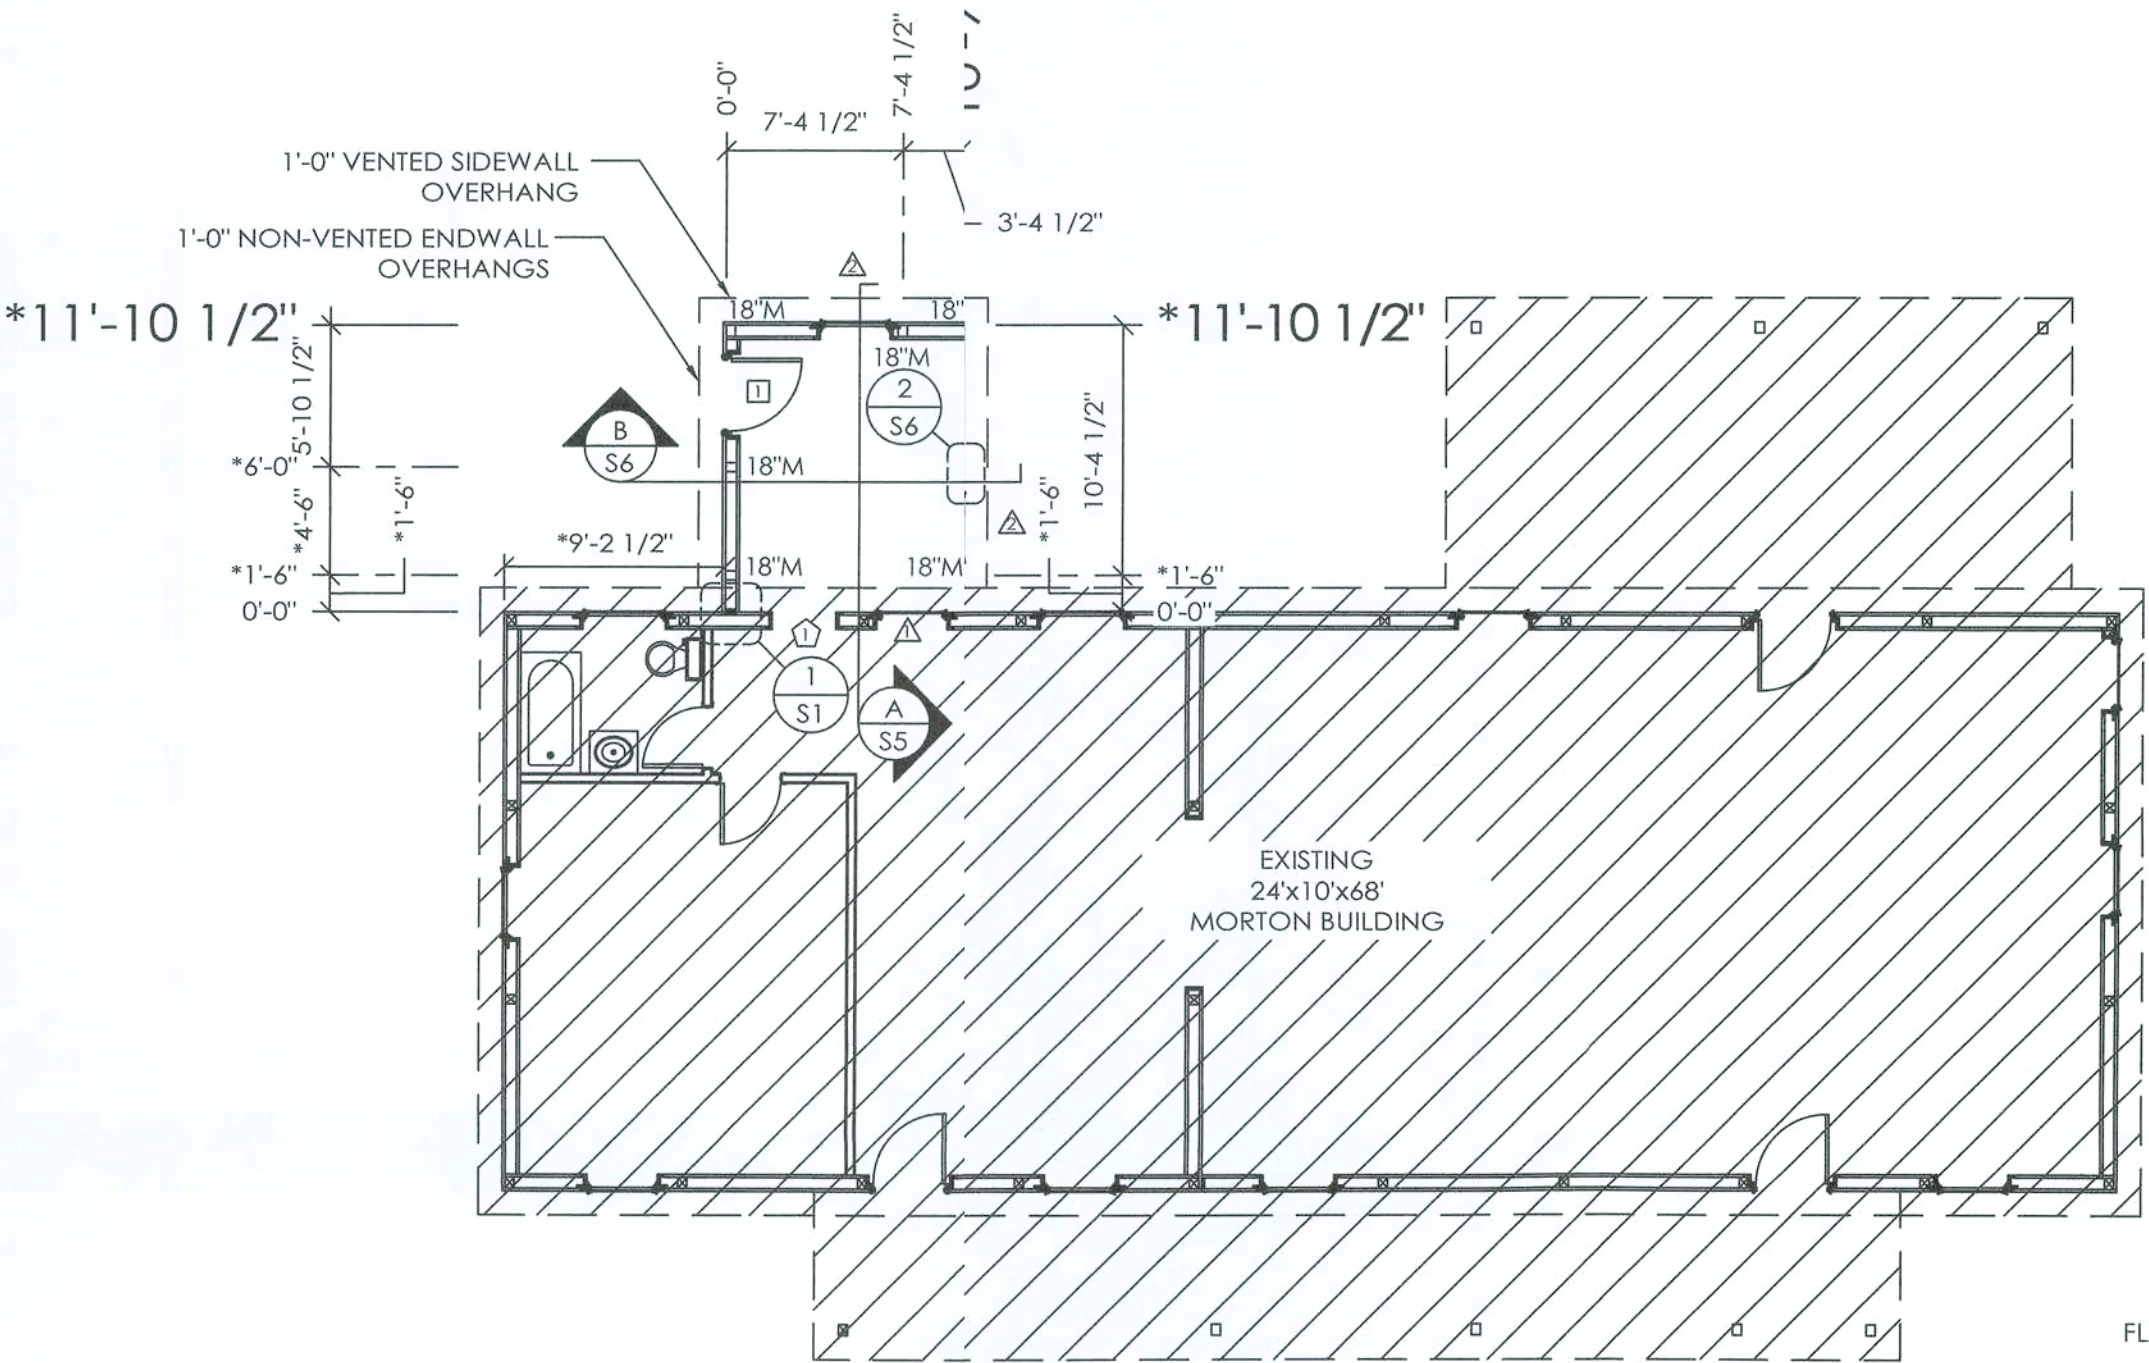 0'-0"
7'-4 1/2"
7'-4 1/2"
1'-0" VENTED SIDEWALL
OVERHANG
3'-4 1/2"
1'-0" NON-VENTED ENDWALL
OVERHANGS
2
*11'-10 1/2"
18"M
18"
*11'-10 1/2"
5'-10 1/2"
18"M
1
2
S6
B
S6
10'-4 1/2"
*6'-0"
18"M
*4'-6"
*1'-6"
*1'-6"
2
*9'-2 1/2"
*1'-6"
18"M
18"M
*1'-6"
0'-0"
0'-0"
1
1
1
S1
A
S5
EXISTING
24'x10'x68'
MORTON BUILDING
FL